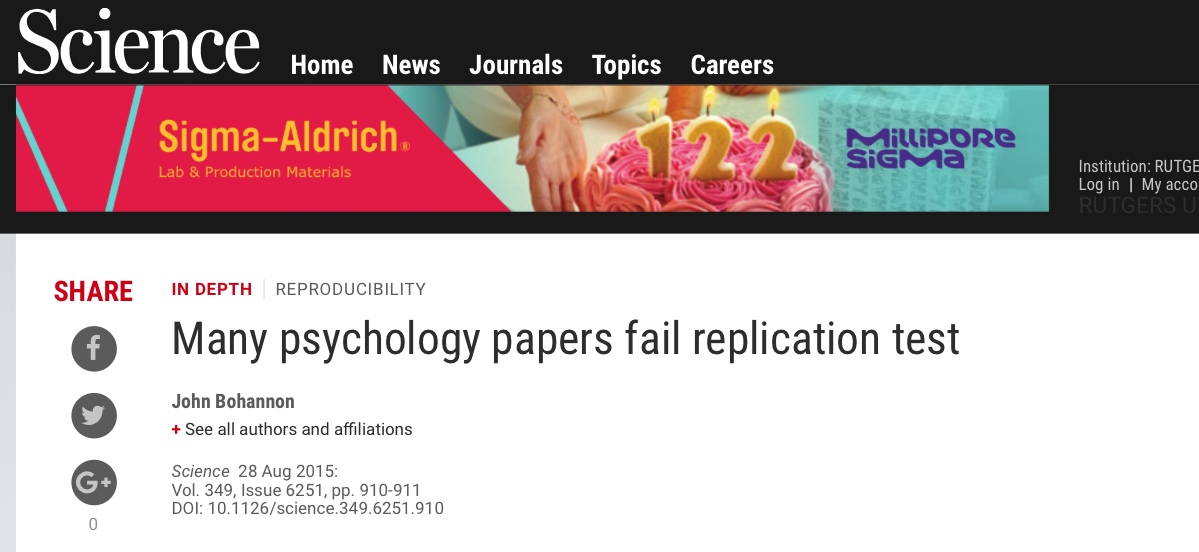 Science
Home News Journals Topics Careers
Sigma-Aldrich®
Lab & Production Materials
122
MilliporE
SigMa
Institution: RUTGE
Log in | My acco
RUTGERS U
SHARE
IN DEPTH REPRODUCIBILITY
Many psychology papers fail replication test
John Bohannon
+ See all authors and affiliations
Science 28 Aug 2015:
Vol. 349, Issue 6251, pp. 910-911
DOI: 10.1126/science.349.6251.910
f
G+
0